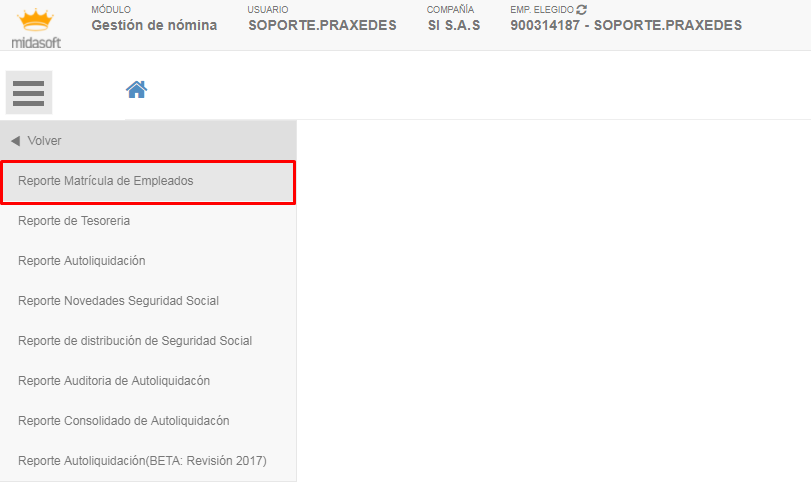 MÓDULO
USUARIO
COMPAÑÍA
EMP. ELEGIDO
midasoft
Gestión de nómina
SOPORTE.PRAXEDES
SI S.A.S
900314187 - SOPORTE.PRAXEDES
Volver
Reporte Matrícula de Empleados
Reporte de Tesoreria
Reporte Autoliquidación
Reporte Novedades Seguridad Social
Reporte de distribución de Seguridad Social
Reporte Auditoria de Autoliquidacón
Reporte Consolidado de Autoliquidacón
Reporte Autoliquidación(BETA: Revisión 2017)